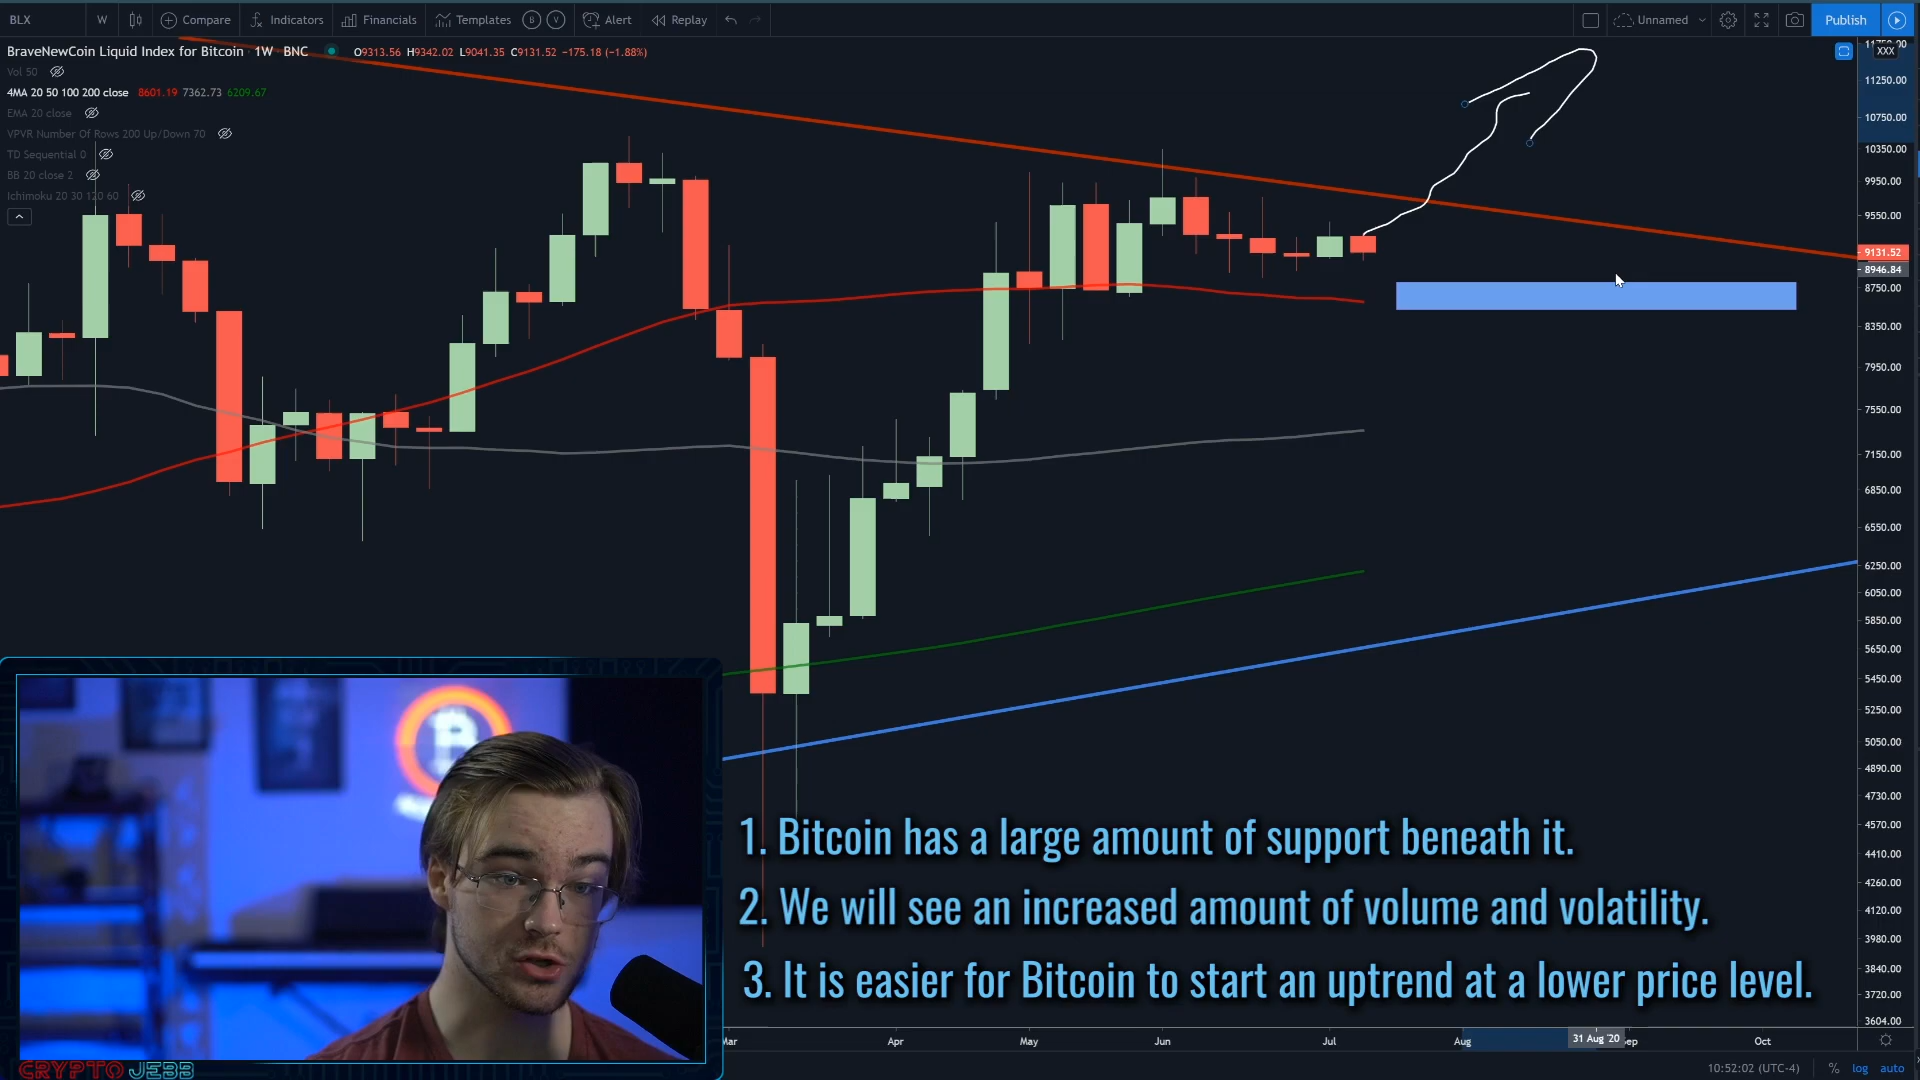 BLX W Compare Indicators Financials Templates B V Alert Replay Unnamed Publish
BraveNewCoin Liquid Index for Bitcoin 1W BNC O9313.56 H9342.02 L9041.35 C9131.52 −175.18 (−1.88%)
Vol 50
4MA 20 50 100 200 close 8601.19 7362.73 6209.67
EMA 20 close
VPVR Number Of Rows 200 Up/Down 70
TD Sequential 0
BB 20 close 2
Ichimoku 20 30 120 60
XXX
11250.00
10750.00
10350.00
9950.00
9550.00
9131.52
8946.84
8750.00
8350.00
7950.00
7550.00
7150.00
6850.00
6550.00
6250.00
6050.00
5850.00
5650.00
5450.00
5250.00
5050.00
4890.00
4730.00
4570.00
4410.00
4260.00
4120.00
3980.00
3840.00
3720.00
3604.00
B
1. Bitcoin has a large amount of support beneath it.
2. We will see an increased amount of volume and volatility.
3. It is easier for Bitcoin to start an uptrend at a lower price level.
Mar Apr May Jun Jul Aug 31 Aug '20 Sep Oct
CRYPTO JEBB
10:52:02 (UTC-4) % log auto